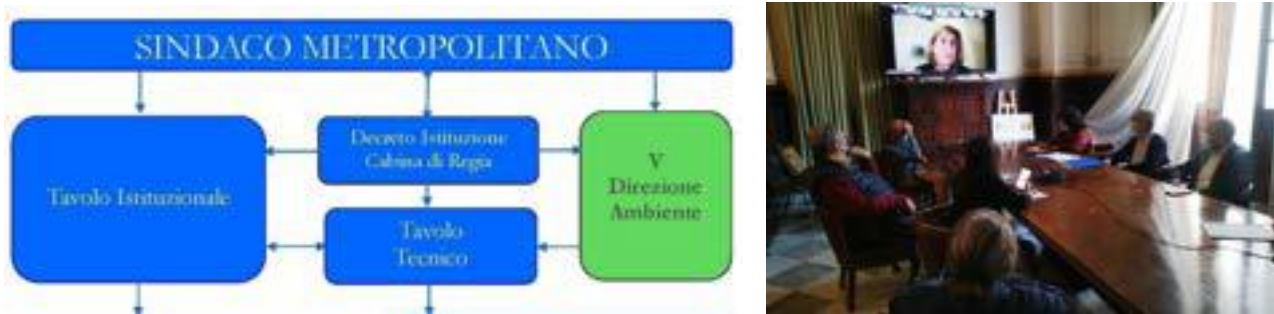 SINDACO METROPOLITANO
Decreto Istituzione
Cabina di Regia
Tavolo Istituzionale
V
Direzione
Ambiente
Tavolo
Tecnico